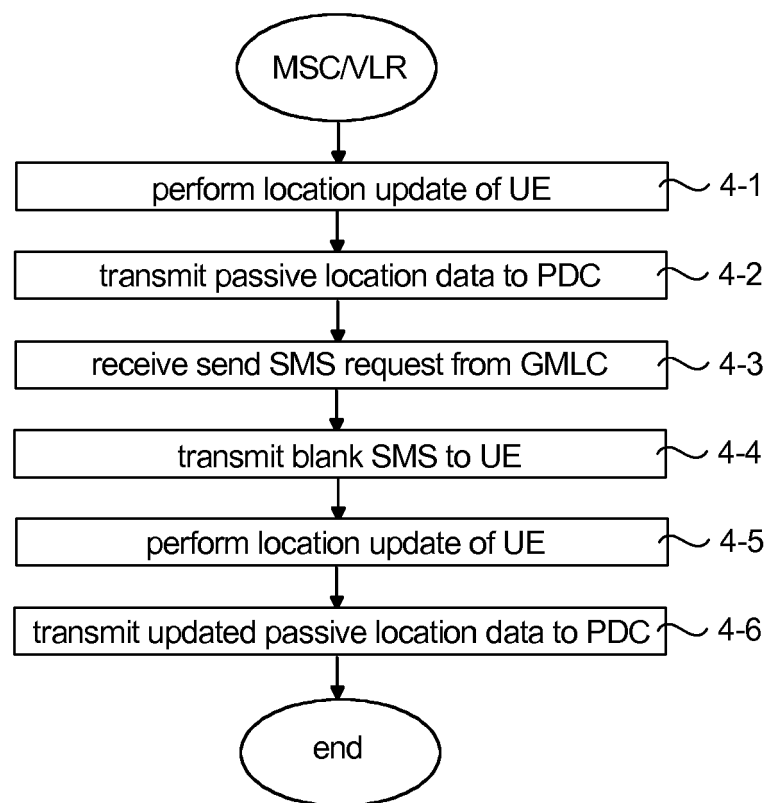 MSC/VLR
perform location update of UE 4-1
transmit passive location data to PDC 4-2
receive send SMS request from GMLC 4-3
transmit blank SMS to UE 4-4
perform location update of UE 4-5
transmit updated passive location data to PDC 4-6
end